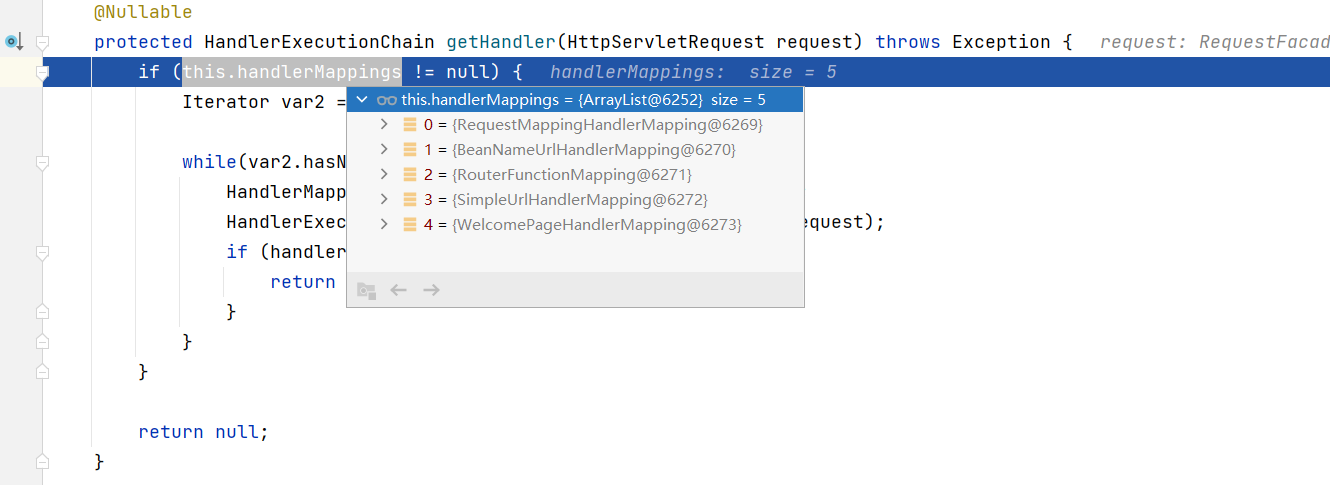 @Nullable
protected HandlerExecutionChain getHandler(HttpServletRequest request) throws Exception {   request: RequestFacad
if (this.handlerMappings != null) {   handlerMappings:  size = 5
Iterator var2 =
this.handlerMappings = {ArrayList@6252}  size = 5
0 = {RequestMappingHandlerMapping@6269}
1 = {BeanNameUrlHandlerMapping@6270}
while(var2.hasN
2 = {RouterFunctionMapping@6271}
HandlerMapp
3 = {SimpleUrlHandlerMapping@6272}
HandlerExec
4 = {WelcomePageHandlerMapping@6273}
equest);
if (handler
return
}
}
}
return null;
}